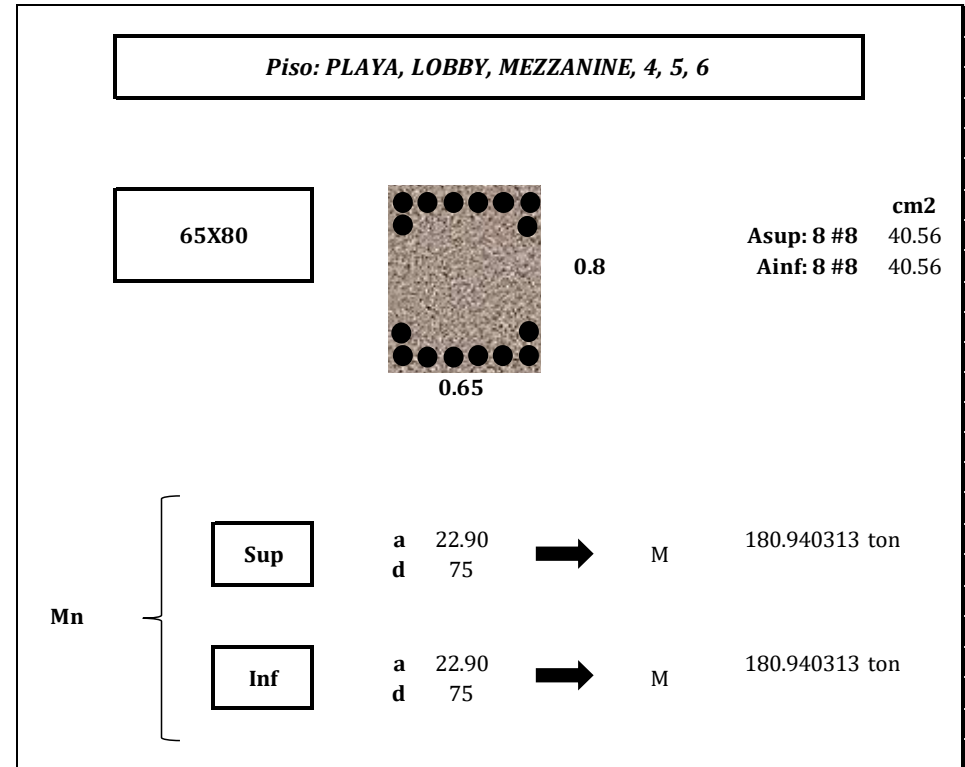 Piso: PLAYA, LOBBY, MEZZANINE, 4, 5, 6
65X80
0.8
0.65
cm2
Asup: 8 #8 40.56
Ainf: 8 #8 40.56
Mn
Sup
a 22.90
d 75
M 180.940313 ton
Inf
a 22.90
d 75
M 180.940313 ton